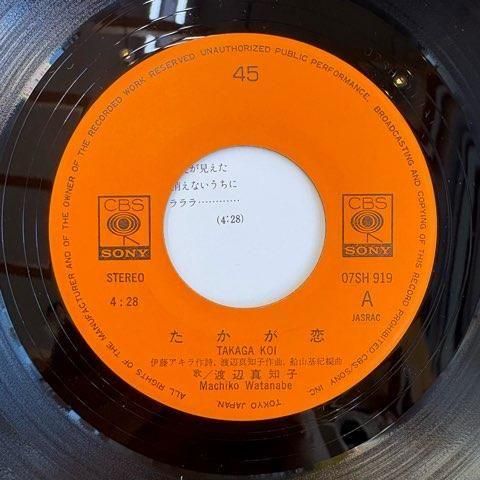 ALL RIGHTS OF THE MANUFACTURER AND OF THE OWNER OF THE RECORDED WORK RESERVED UNAUTHORIZED PUBLIC PERFORMANCE, BROADCASTING AND COPYING OF THIS RECORD PROHIBITED. CBS/SONY INC. TOKYO JAPAN.
45
が見えた
消えないうちに
ラララ…………
(4:28)
CBS
SONY
STEREO
4:28
CBS
SONY
07SH 919
A
JASRAC
たかが恋
TAKAGA KOI
伊藤アキラ作詩、渡辺真知子作曲、船山基紀編曲
歌/渡辺真知子
Machiko Watanabe